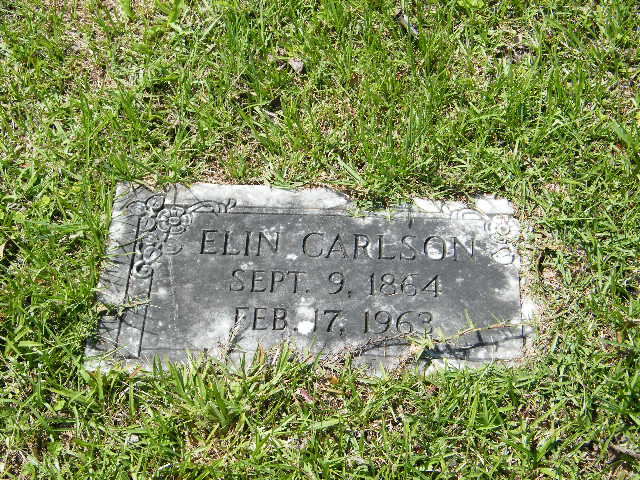 ELIN CARLSON
SEPT. 9, 1864
FEB. 17, 1963